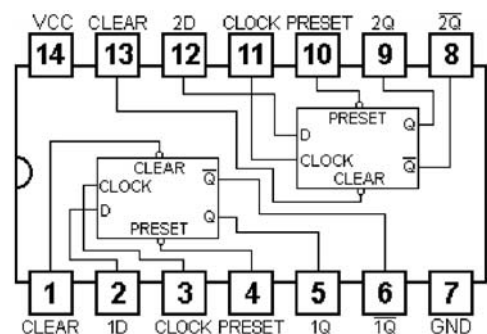 VCC CLEAR 2D CLOCK PRESET 2Q 2Q̅
14 13 12 11 10 9 8
PRESET
D Q
CLOCK Q̅
CLEAR
CLEAR
CLOCK Q̅
D Q
PRESET
1 2 3 4 5 6 7
CLEAR 1D CLOCK PRESET 1Q 1Q̅ GND